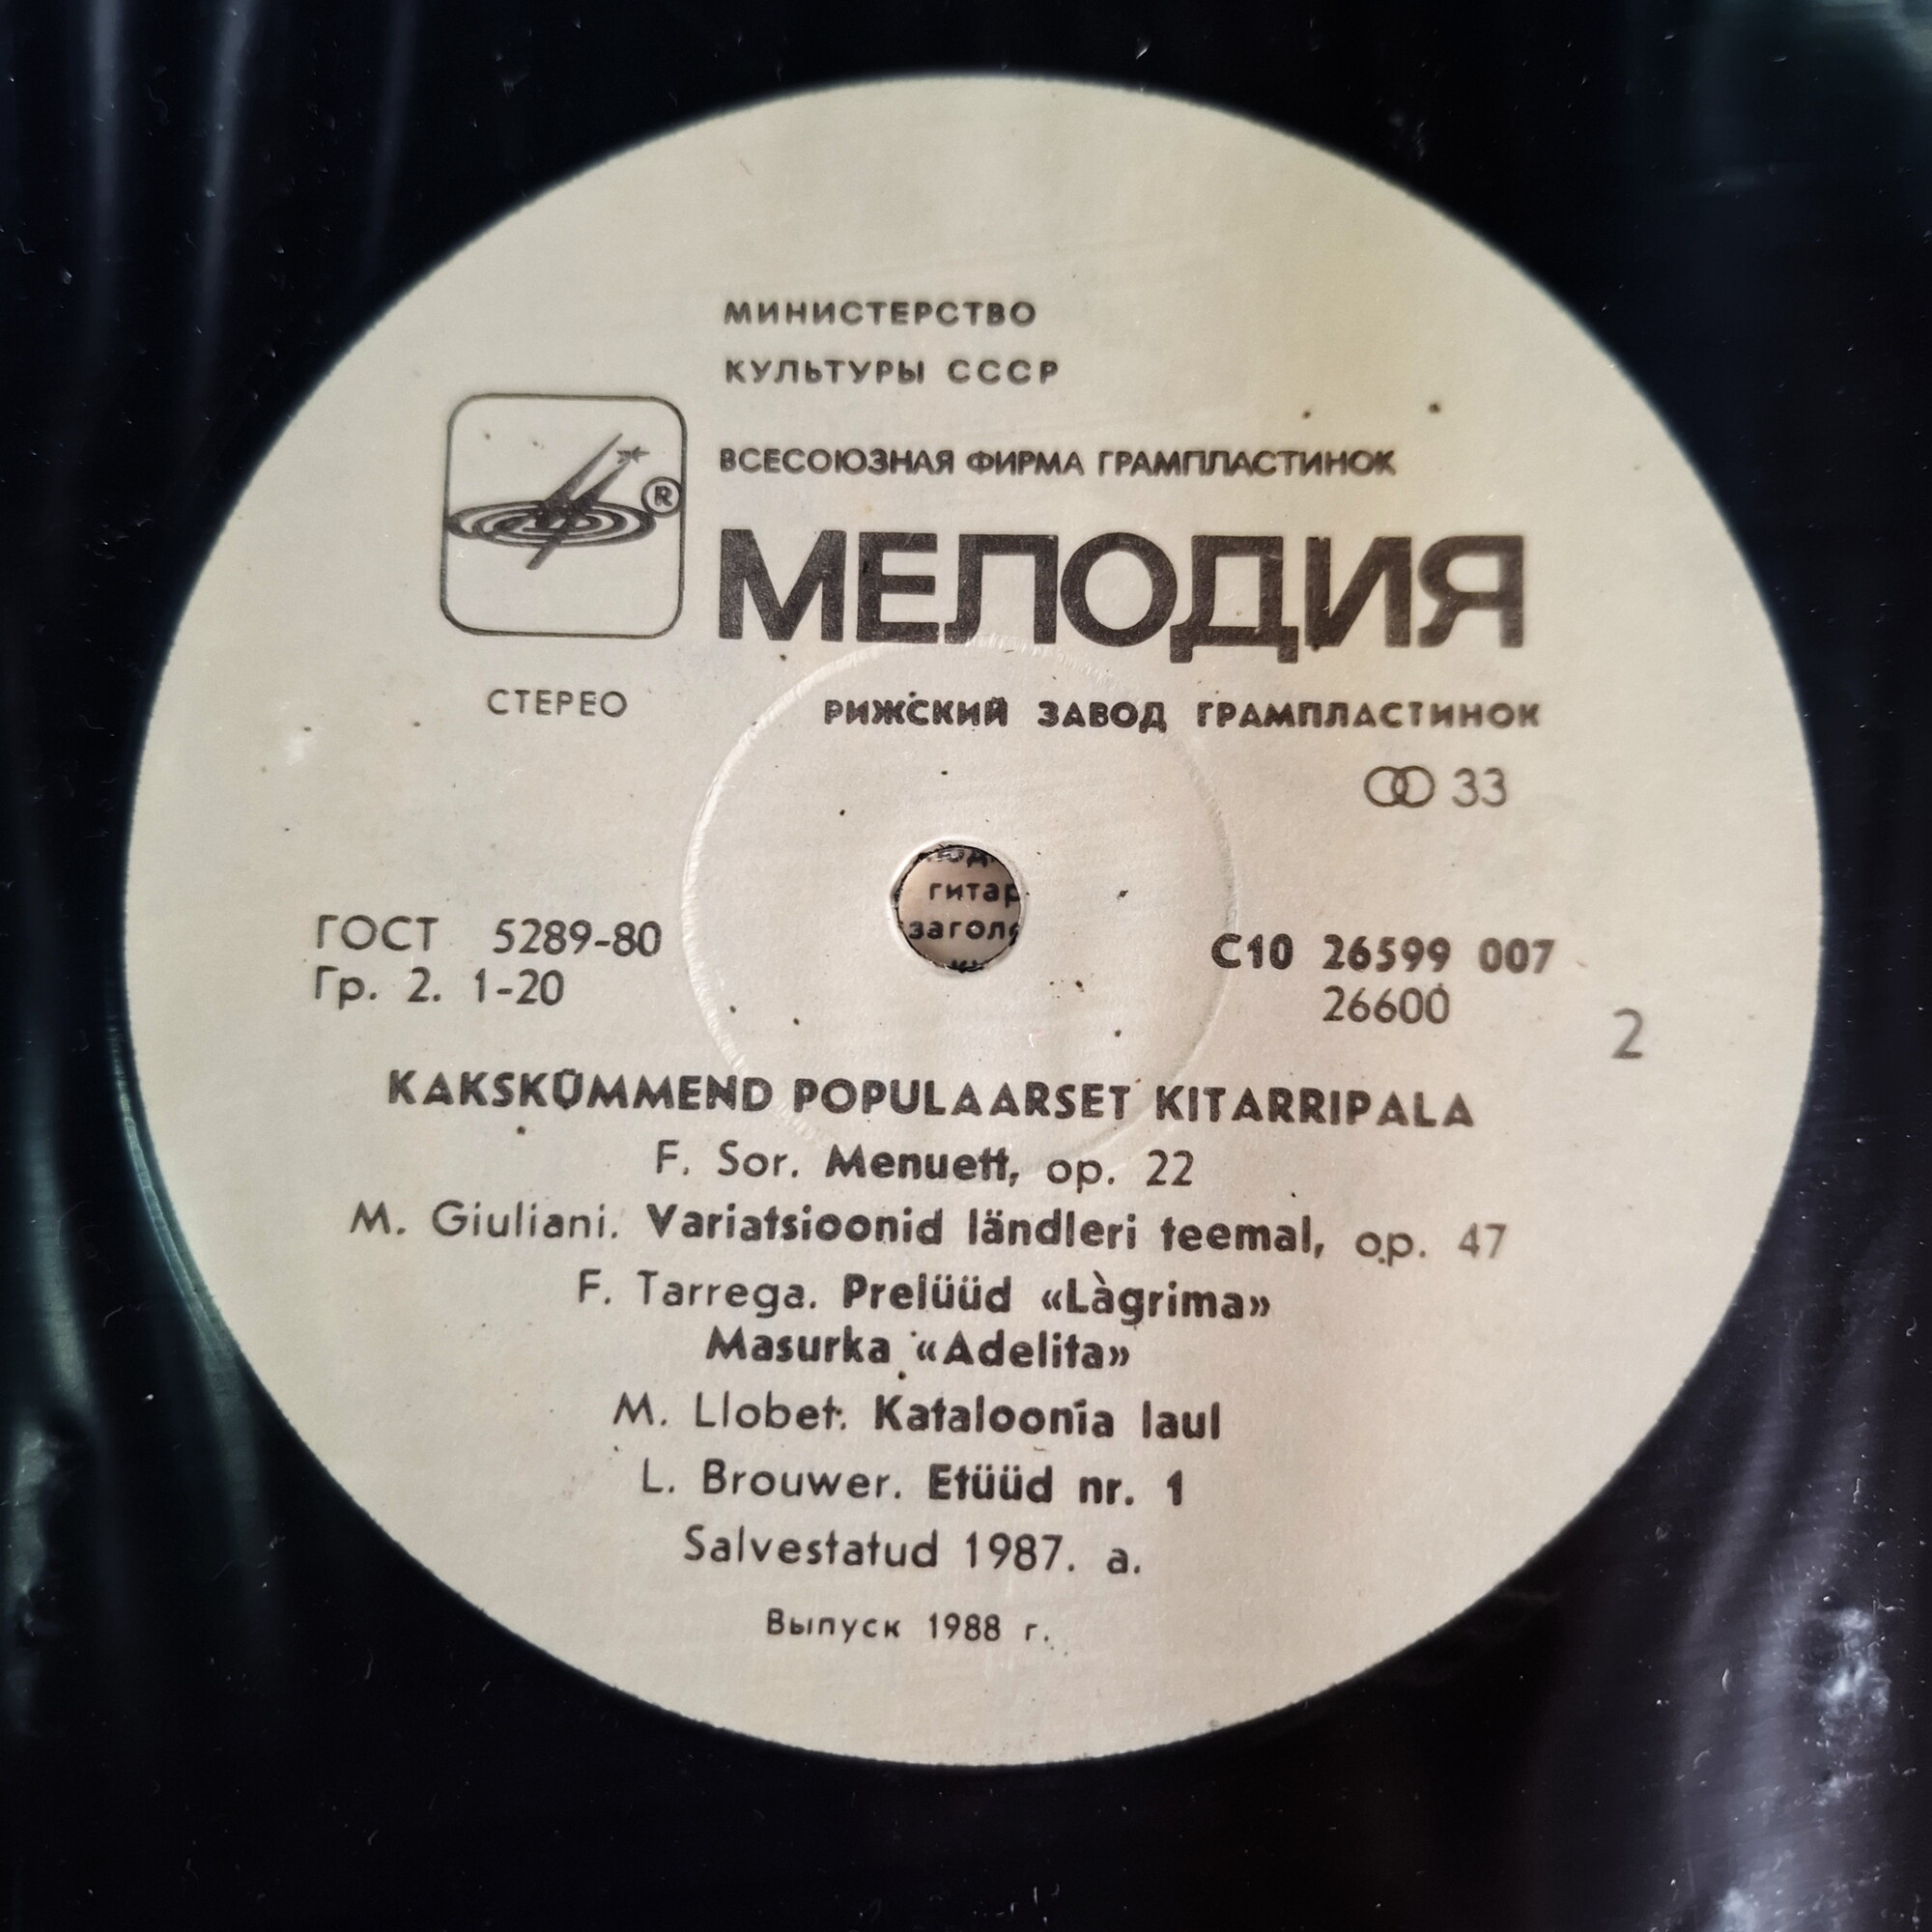 МИНИСТЕРСТВО
КУЛЬТУРЫ СССР
ВСЕСОЮЗНАЯ ФИРМА ГРАМПЛАСТИНОК
®
МЕЛОДИЯ
СТЕРЕО
РИЖСКИЙ ЗАВОД ГРАМПЛАСТИНОК
33
гитар
заголо
ГОСТ 5289-80
Гр. 2. 1-20
С10 26599 007
26600
2
KAKSKÜMMEND POPULAARSET KITARRIPALA
F. Sor. Menuett, op. 22
M. Giuliani. Variatsioonid ländleri teemal, op. 47
F. Tarrega. Prelüüd «Làgrima»
Masurka «Adelita»
M. Llobet. Kataloonia laul
L. Brouwer. Etüüd nr. 1
Salvestatud 1987. a.
Выпуск 1988 г.